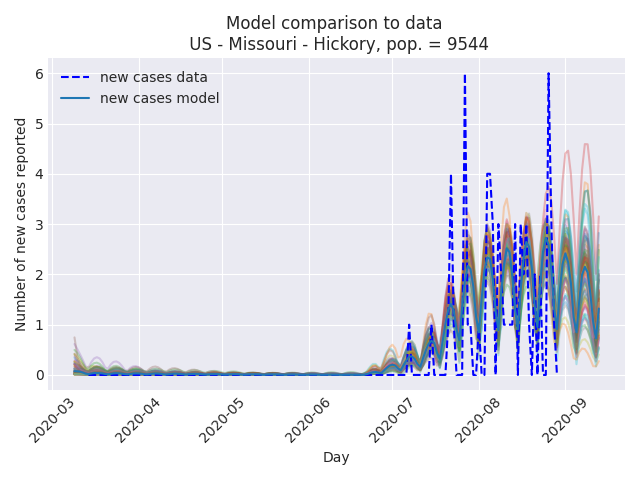 Model comparison to data
US - Missouri - Hickory, pop. = 9544
new cases data
new cases model
Number of new cases reported
6
5
4
3
2
1
0
2020-03
2020-04
2020-05
2020-06
2020-07
2020-08
2020-09
Day